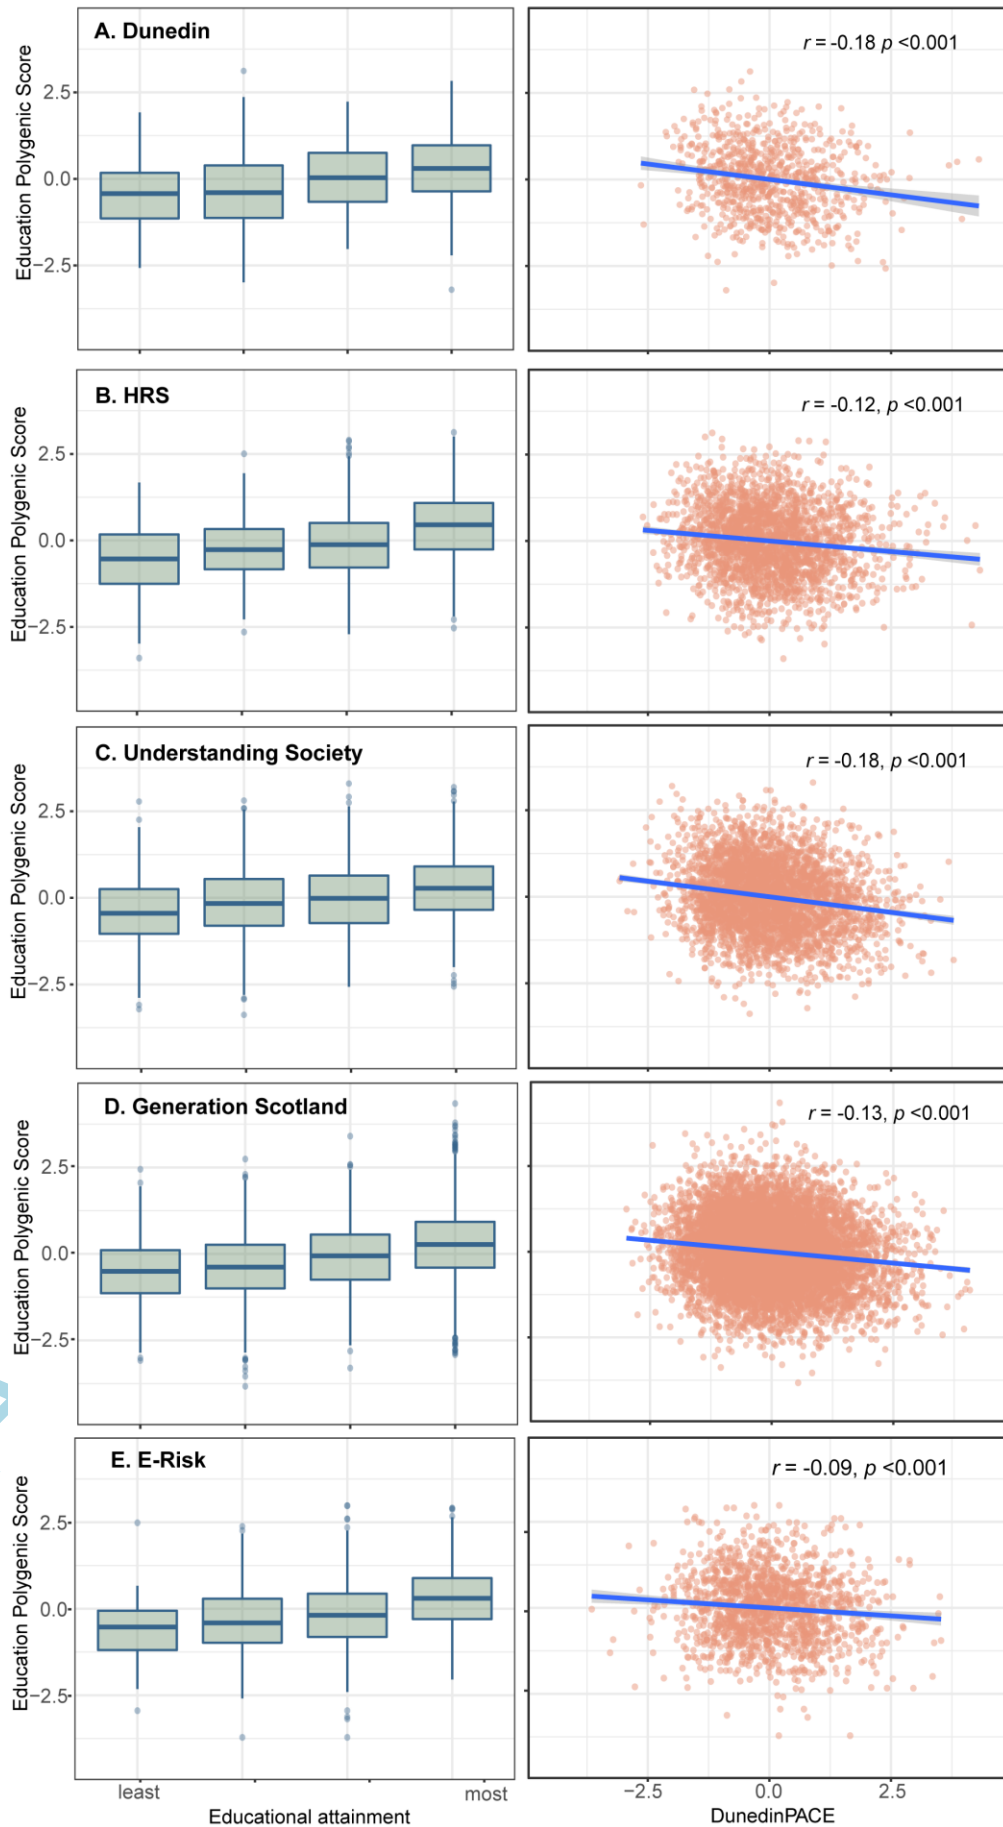 A. Dunedin
r = -0.18 p <0.001
Education Polygenic Score
2.5
0.0
−2.5
B. HRS
r = -0.12, p <0.001
Education Polygenic Score
2.5
0.0
−2.5
C. Understanding Society
r = -0.18, p <0.001
Education Polygenic Score
2.5
0.0
−2.5
D. Generation Scotland
r = -0.13, p <0.001
Education Polygenic Score
2.5
0.0
−2.5
E. E-Risk
r = -0.09, p <0.001
Education Polygenic Score
2.5
0.0
−2.5
least most
Educational attainment
−2.5 0.0 2.5
DunedinPACE